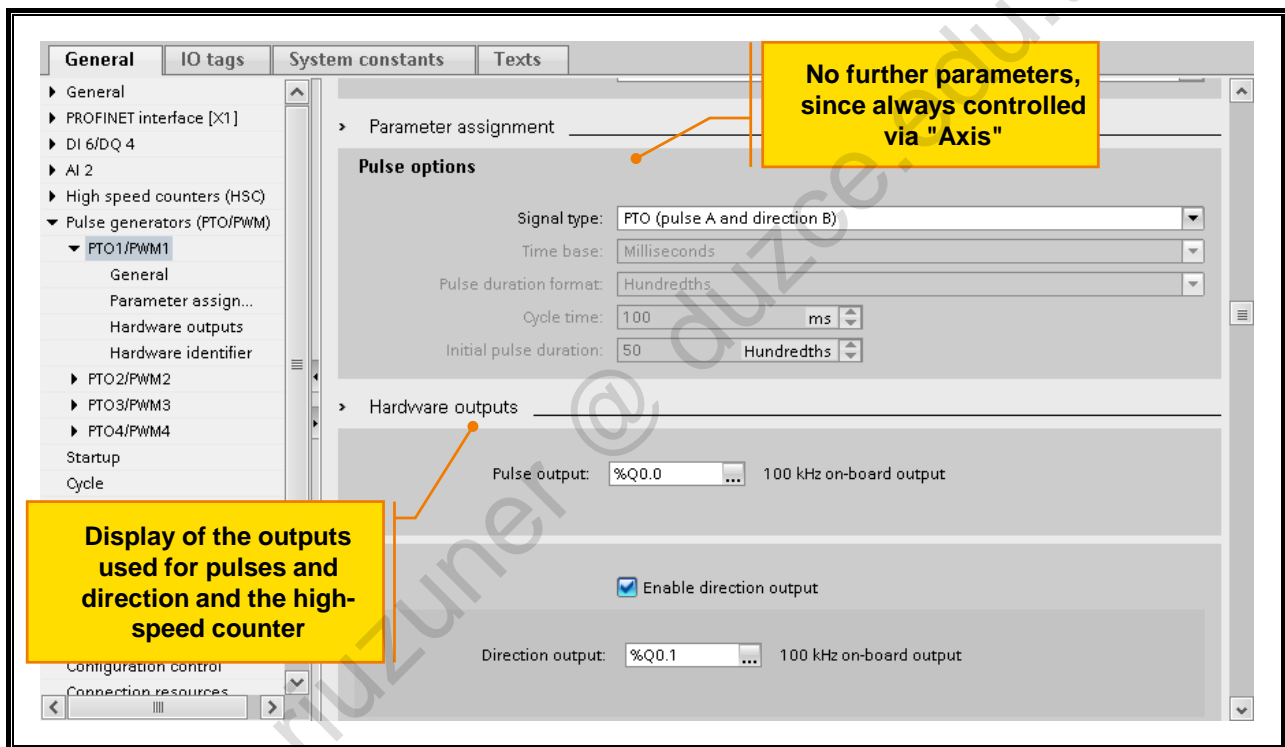 General
IO tags
System constants
Texts
General
PROFINET interface [X1]
DI 6/DQ 4
AI 2
High speed counters (HSC)
Pulse generators (PTO/PWM)
PTO1/PWM1
General
Parameter assign...
Hardware outputs
Hardware identifier
PTO2/PWM2
PTO3/PWM3
PTO4/PWM4
Startup
Cycle
Configuration control
Connection resources
No further parameters,
since always controlled
via "Axis"
Parameter assignment
Pulse options
Signal type: PTO (pulse A and direction B)
Time base: Milliseconds
Pulse duration format: Hundredths
Cycle time: 100 ms
Initial pulse duration: 50 Hundredths
Hardware outputs
Pulse output: %Q0.0 ... 100 kHz on-board output
Enable direction output
Direction output: %Q0.1 ... 100 kHz on-board output
Display of the outputs
used for pulses and
direction and the high-
speed counter
riuzuner @ duzce.edu.